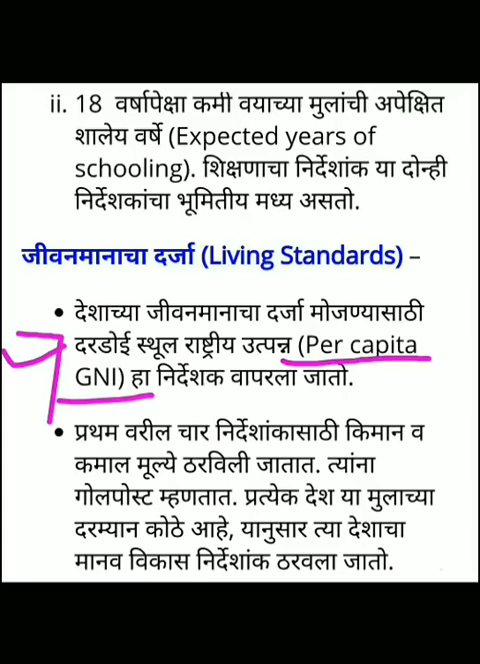 ii. 18 वर्षापेक्षा कमी वयाच्या मुलांची अपेक्षित
शालेय वर्षे (Expected years of
schooling). शिक्षणाचा निर्देशांक या दोन्ही
निर्देशकांचा भूमितीय मध्य असतो.
जीवनमानाचा दर्जा (Living Standards) –
• देशाच्या जीवनमानाचा दर्जा मोजण्यासाठी
दरडोई स्थूल राष्ट्रीय उत्पन्न (Per capita
GNI) हा निर्देशक वापरला जातो.
• प्रथम वरील चार निर्देशांकासाठी किमान व
कमाल मूल्ये ठरविली जातात. त्यांना
गोलपोस्ट म्हणतात. प्रत्येक देश या मुलाच्या
दरम्यान कोठे आहे, यानुसार त्या देशाचा
मानव विकास निर्देशांक ठरवला जातो.